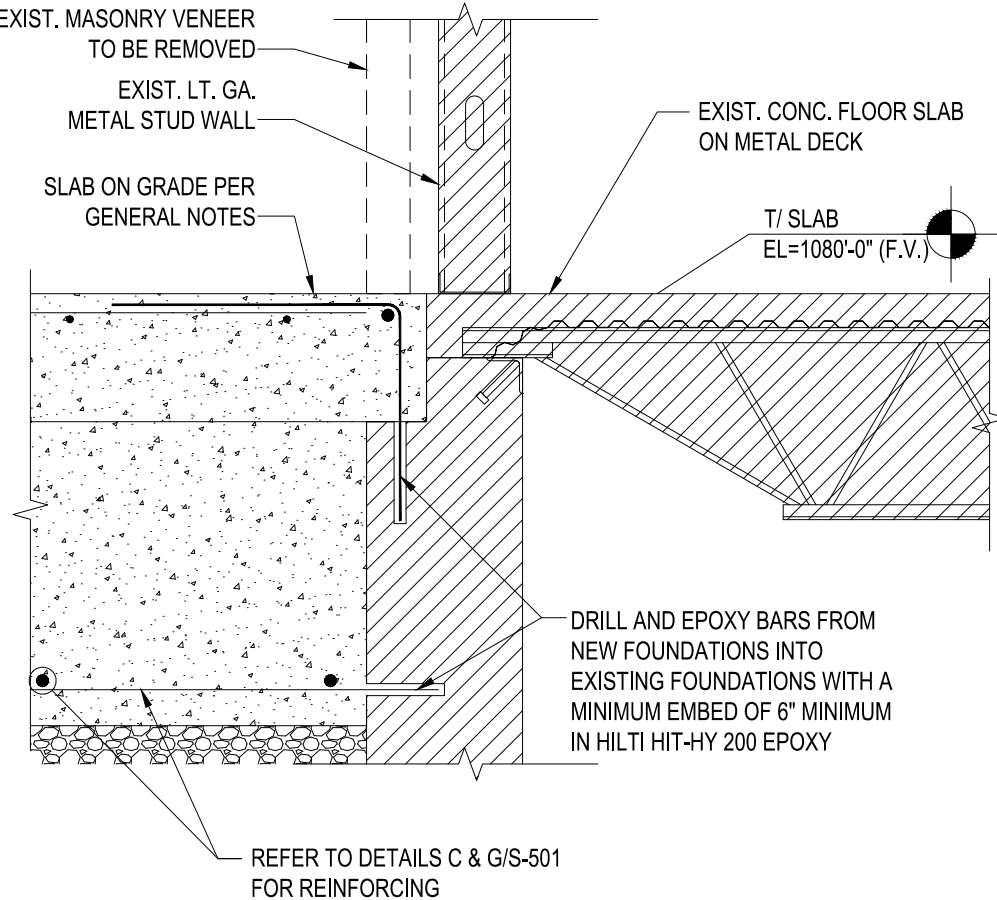 EXIST. MASONRY VENEER
TO BE REMOVED
EXIST. LT. GA.
METAL STUD WALL
SLAB ON GRADE PER
GENERAL NOTES
EXIST. CONC. FLOOR SLAB
ON METAL DECK
T/ SLAB
EL=1080'-0" (F.V.)
DRILL AND EPOXY BARS FROM
NEW FOUNDATIONS INTO
EXISTING FOUNDATIONS WITH A
MINIMUM EMBED OF 6" MINIMUM
IN HILTI HIT-HY 200 EPOXY
REFER TO DETAILS C & G/S-501
FOR REINFORCING